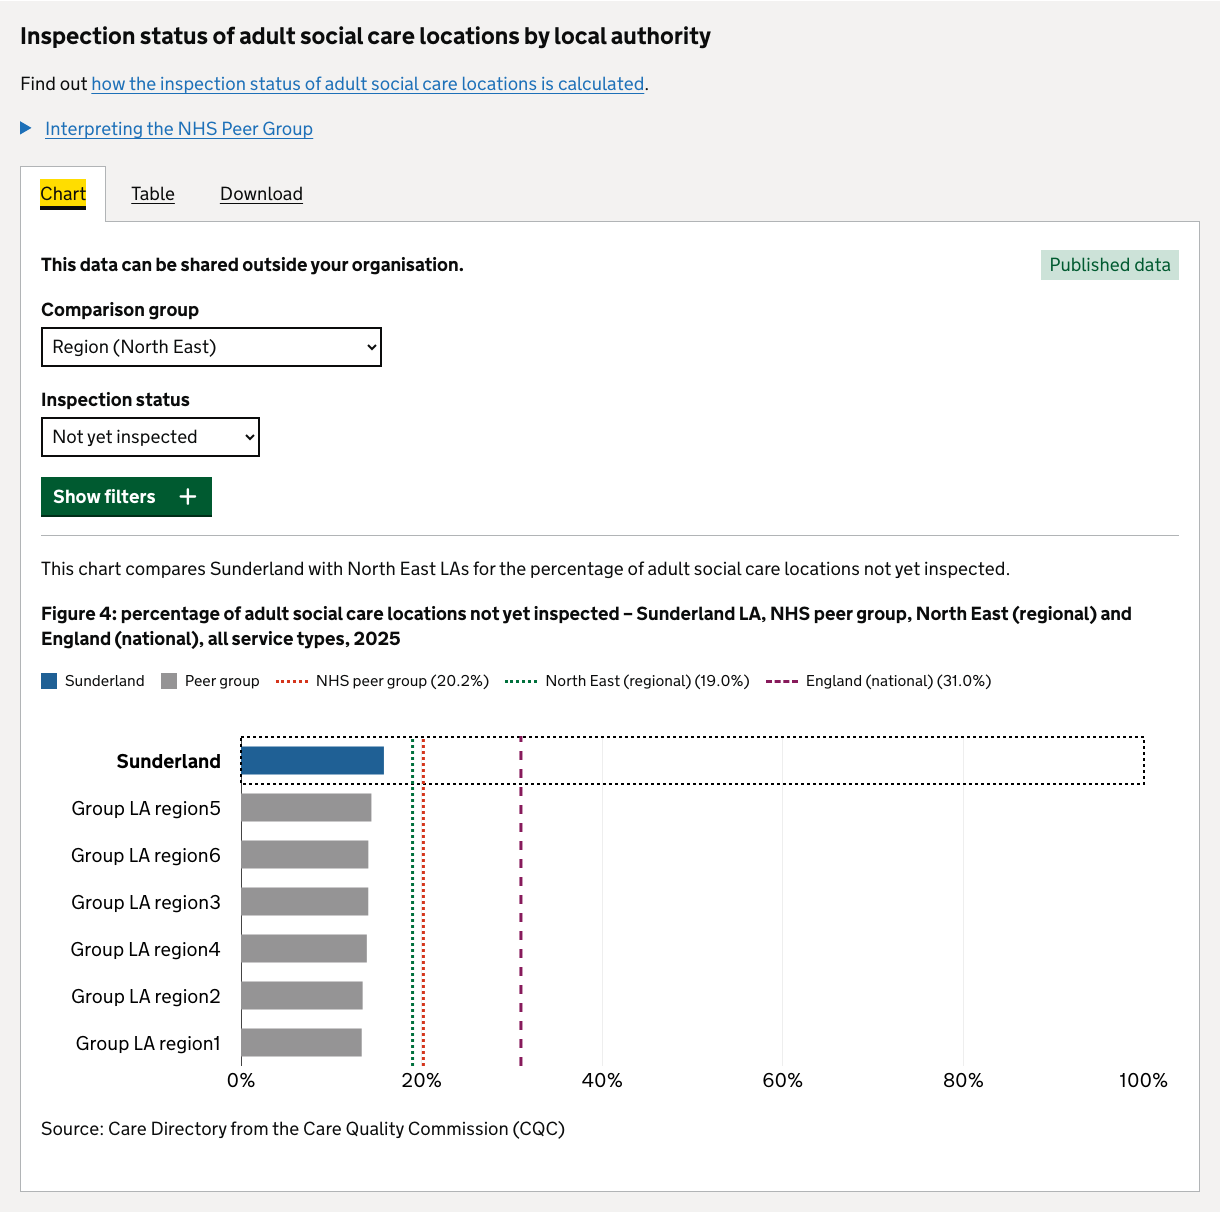 Inspection status of adult social care locations by local authority
Find out how the inspection status of adult social care locations is calculated.
Interpreting the NHS Peer Group
Chart Table Download
This data can be shared outside your organisation. Published data
Comparison group
Region (North East)
Inspection status
Not yet inspected
Show filters
This chart compares Sunderland with North East LAs for the percentage of adult social care locations not yet inspected.
Figure 4: percentage of adult social care locations not yet inspected – Sunderland LA, NHS peer group, North East (regional) and
England (national), all service types, 2025
Sunderland Peer group NHS peer group (20.2%) North East (regional) (19.0%) England (national) (31.0%)
Sunderland
Group LA region5
Group LA region6
Group LA region3
Group LA region4
Group LA region2
Group LA region1
0% 20% 40% 60% 80% 100%
Source: Care Directory from the Care Quality Commission (CQC)